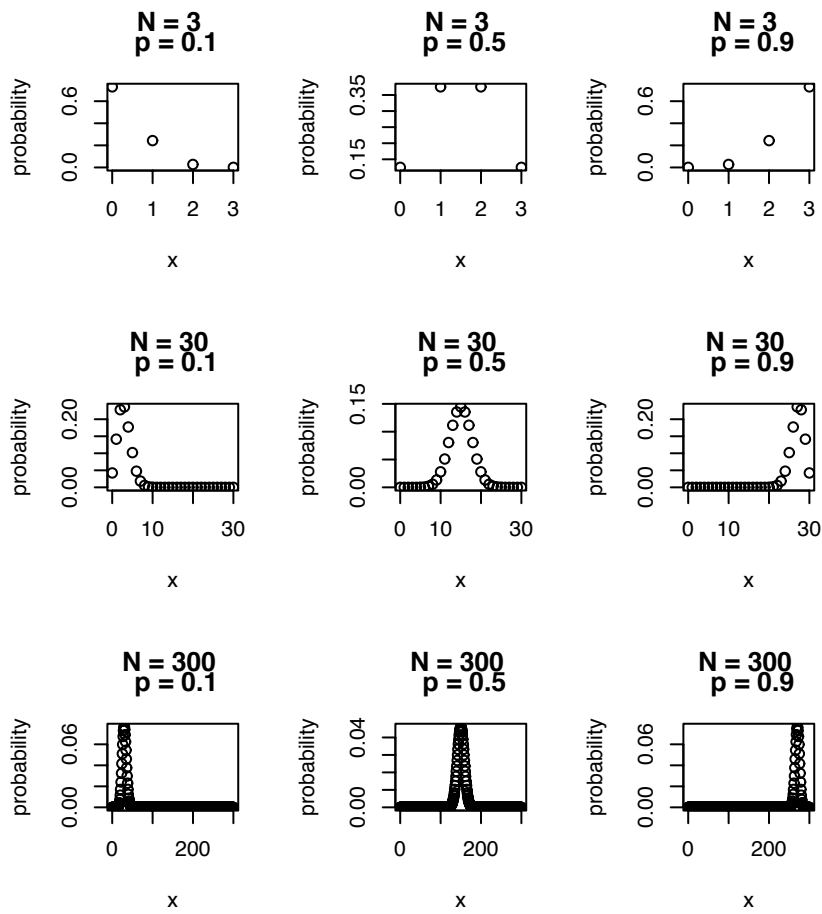 N = 3
p = 0.1
probability
0.6
0.0
0 1 2 3
x
N = 3
p = 0.5
probability
0.35
0.15
0 1 2 3
x
N = 3
p = 0.9
probability
0.6
0.0
0 1 2 3
x
N = 30
p = 0.1
probability
0.20
0.00
0 10 30
x
N = 30
p = 0.5
probability
0.15
0.00
0 10 30
x
N = 30
p = 0.9
probability
0.20
0.00
0 10 30
x
N = 300
p = 0.1
probability
0.06
0.00
0 200
x
N = 300
p = 0.5
probability
0.04
0.00
0 200
x
N = 300
p = 0.9
probability
0.06
0.00
0 200
x